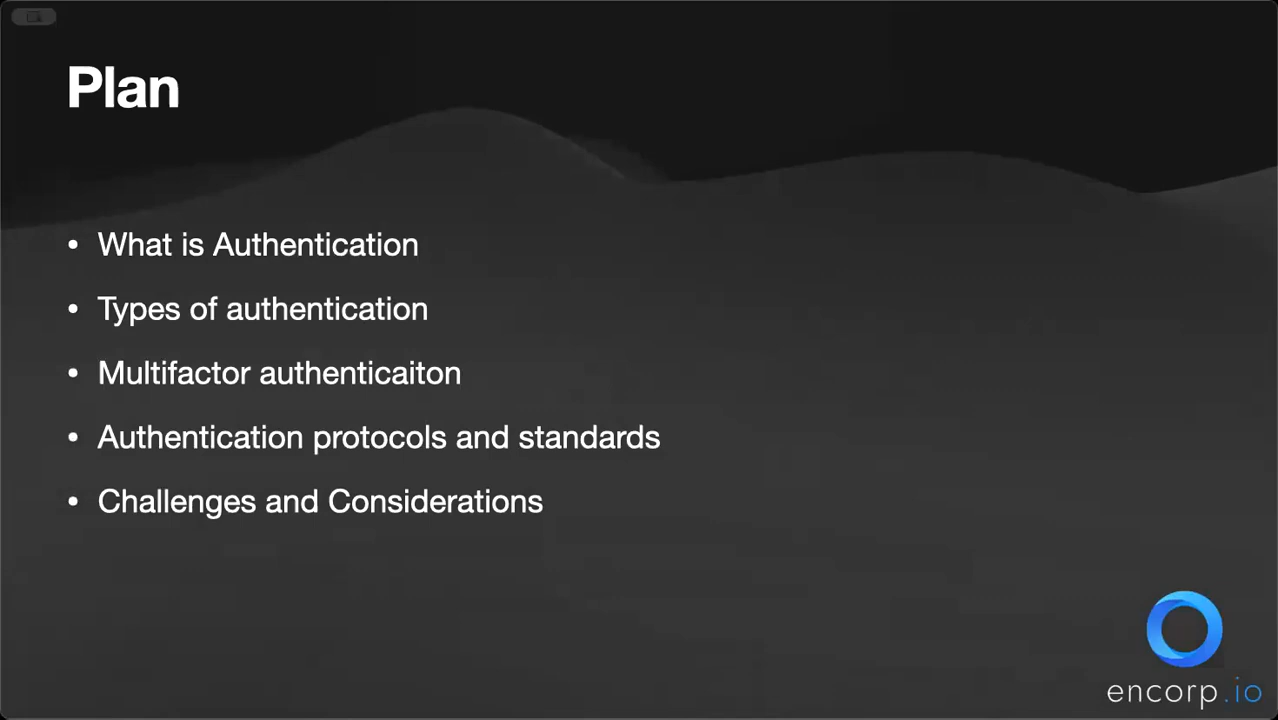 Plan
• What is Authentication
• Types of authentication
• Multifactor authenticaiton
• Authentication protocols and standards
• Challenges and Considerations
encorp.io